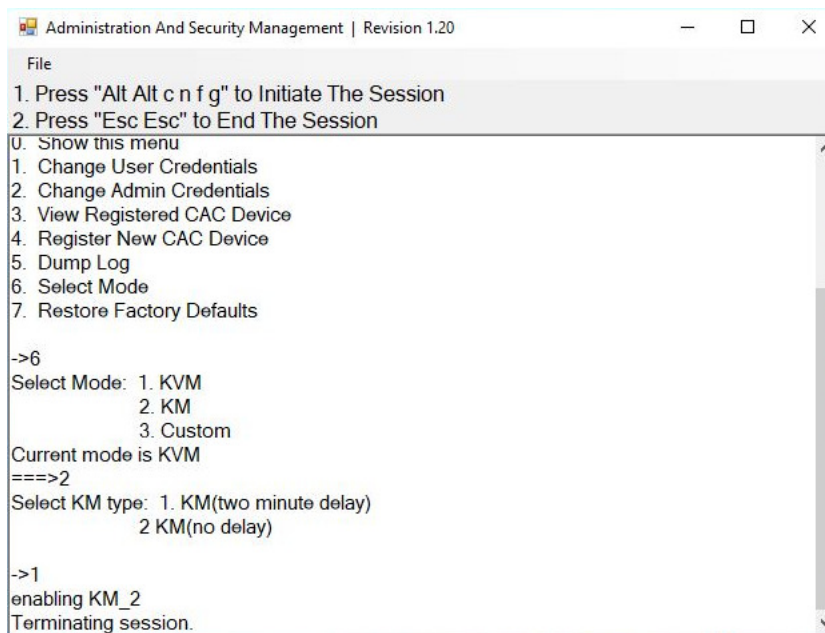 Administration And Security Management | Revision 1.20
File
1. Press "Alt Alt c n f g" to Initiate The Session
2. Press "Esc Esc" to End The Session
0. Show this menu
1. Change User Credentials
2. Change Admin Credentials
3. View Registered CAC Device
4. Register New CAC Device
5. Dump Log
6. Select Mode
7. Restore Factory Defaults
->6
Select Mode: 1. KVM
2. KM
3. Custom
Current mode is KVM
===>2
Select KM type: 1. KM(two minute delay)
2 KM(no delay)
->1
enabling KM_2
Terminating session.